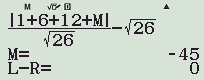 M √▭ D ▲
|1+6+12+M|
√26
-√26
M= -45
L-R= 0